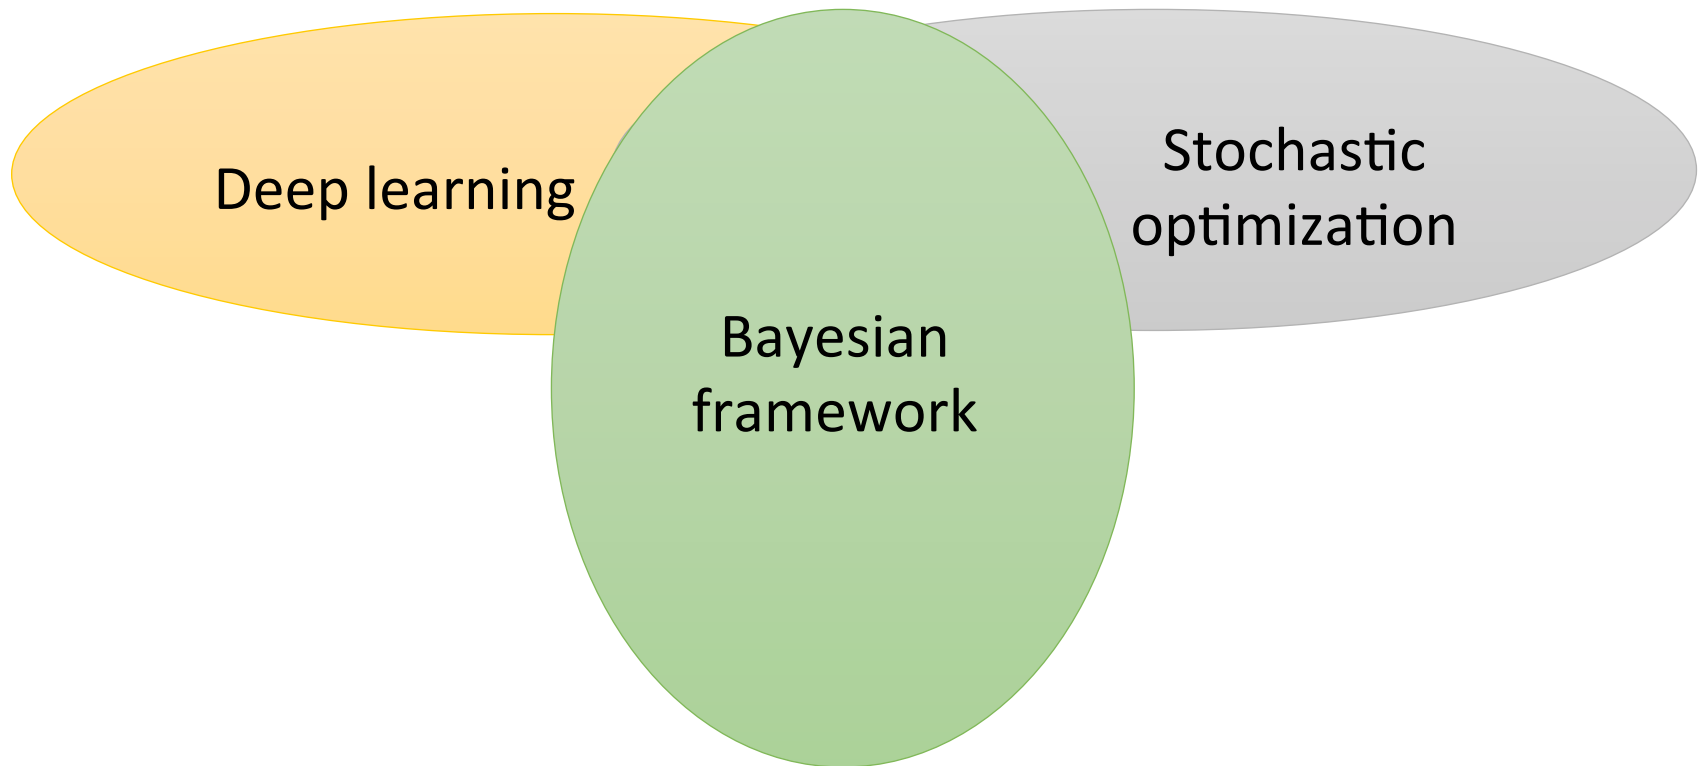 Deep learning
Stochastic
optimization
Bayesian
framework